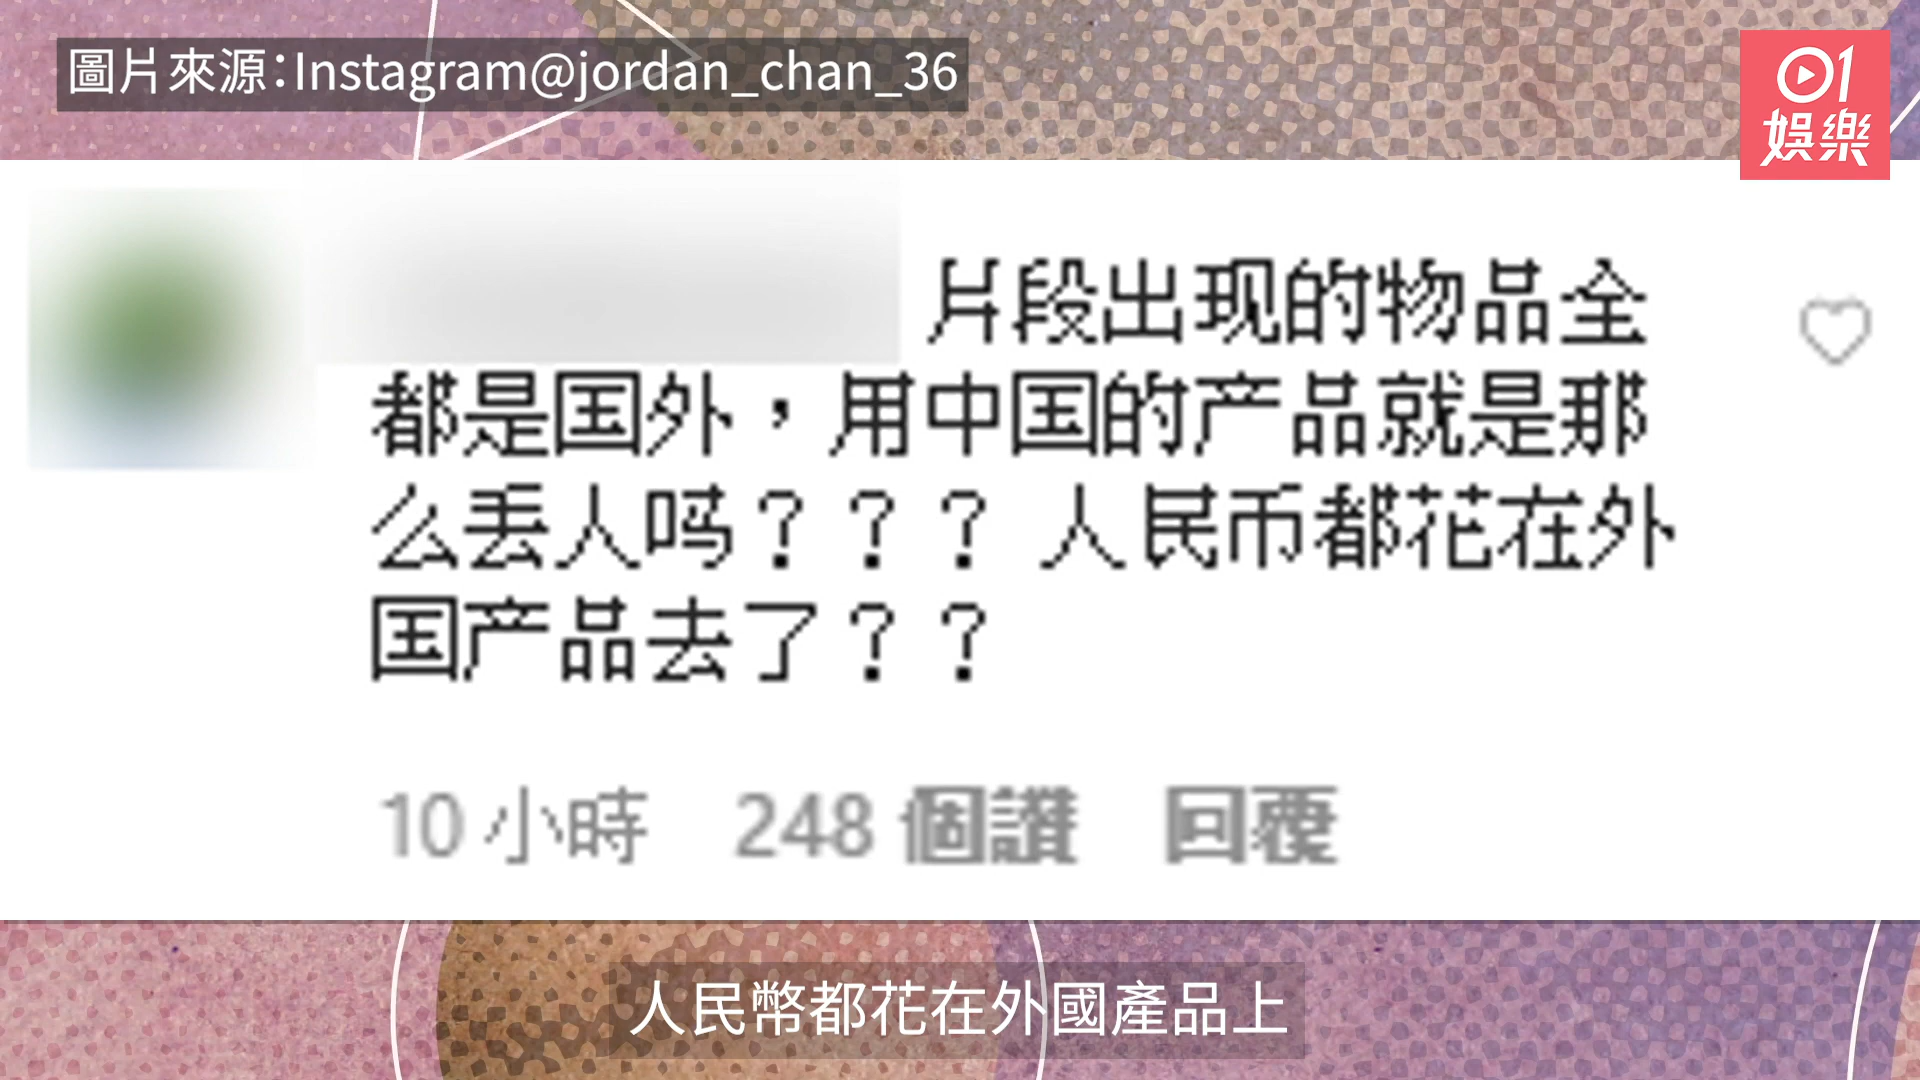 圖片來源：Instagram@jordan_chan_36
01
娛樂
片段出现的物品全
都是国外，用中国的产品就是那
么丢人吗？？？ 人民币都花在外
国产品去了？？
10 小時 248 個讚 回覆
人民幣都花在外國產品上